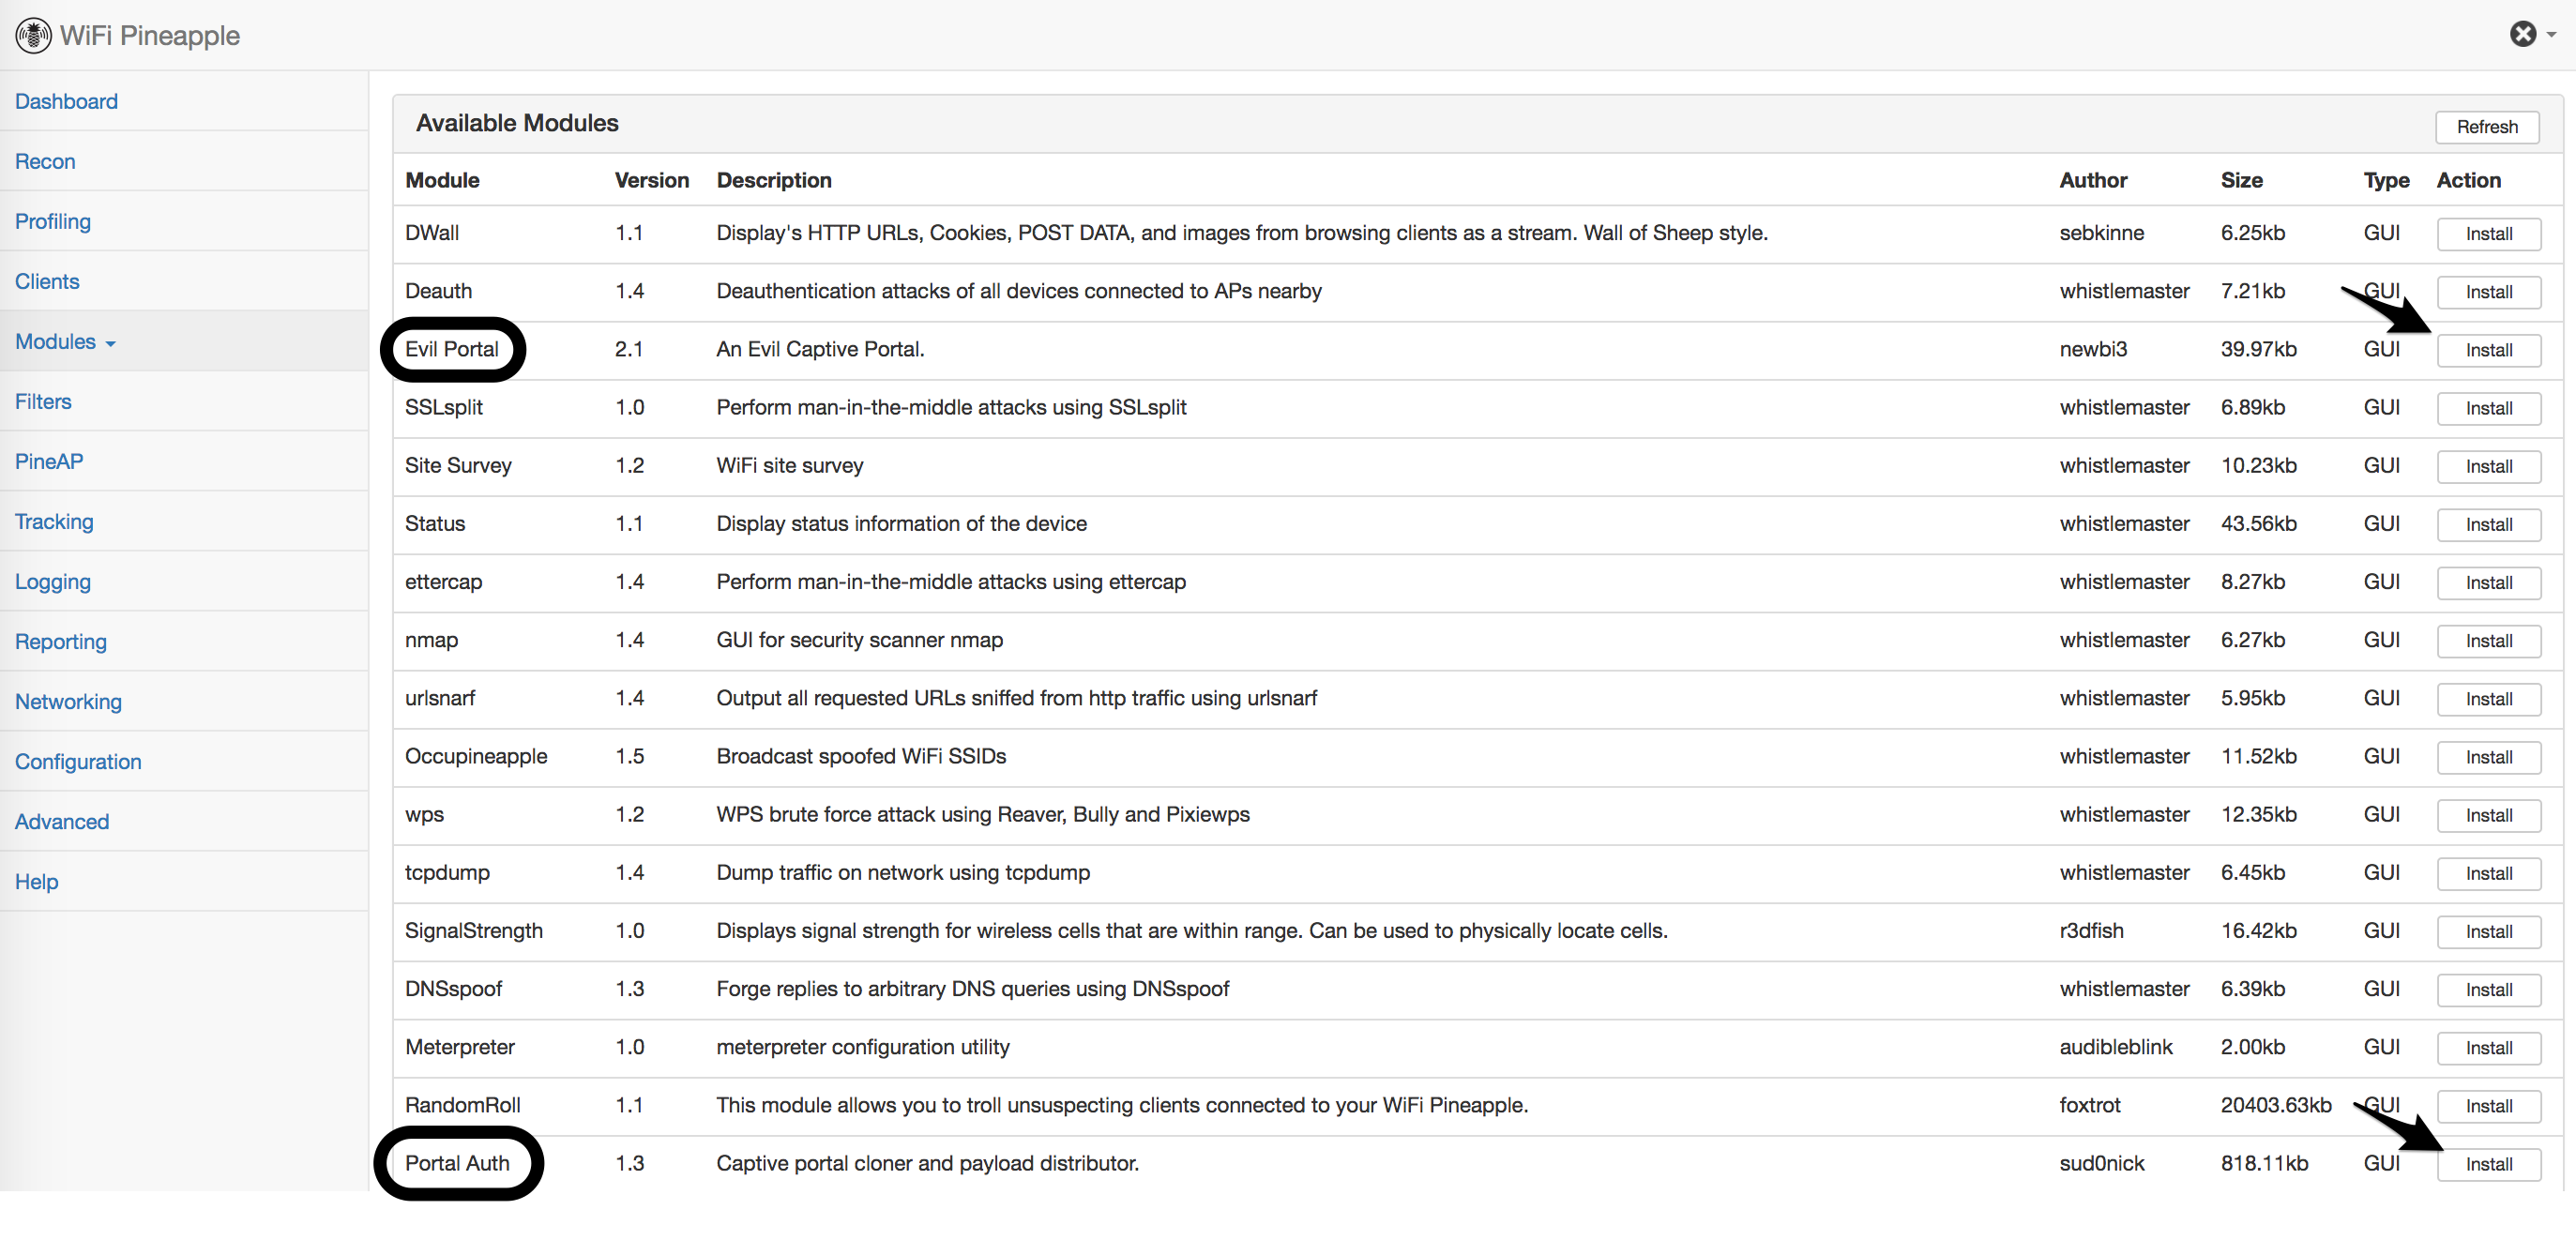 WiFi Pineapple
Dashboard
Recon
Profiling
Clients
Modules
Filters
PineAP
Tracking
Logging
Reporting
Networking
Configuration
Advanced
Help
Available Modules Refresh
Module Version Description Author Size Type Action
DWall 1.1 Display's HTTP URLs, Cookies, POST DATA, and images from browsing clients as a stream. Wall of Sheep style. sebkinne 6.25kb GUI Install
Deauth 1.4 Deauthentication attacks of all devices connected to APs nearby whistlemaster 7.21kb GUI Install
Evil Portal 2.1 An Evil Captive Portal. newbi3 39.97kb GUI Install
SSLsplit 1.0 Perform man-in-the-middle attacks using SSLsplit whistlemaster 6.89kb GUI Install
Site Survey 1.2 WiFi site survey whistlemaster 10.23kb GUI Install
Status 1.1 Display status information of the device whistlemaster 43.56kb GUI Install
ettercap 1.4 Perform man-in-the-middle attacks using ettercap whistlemaster 8.27kb GUI Install
nmap 1.4 GUI for security scanner nmap whistlemaster 6.27kb GUI Install
urlsnarf 1.4 Output all requested URLs sniffed from http traffic using urlsnarf whistlemaster 5.95kb GUI Install
Occupineapple 1.5 Broadcast spoofed WiFi SSIDs whistlemaster 11.52kb GUI Install
wps 1.2 WPS brute force attack using Reaver, Bully and Pixiewps whistlemaster 12.35kb GUI Install
tcpdump 1.4 Dump traffic on network using tcpdump whistlemaster 6.45kb GUI Install
SignalStrength 1.0 Displays signal strength for wireless cells that are within range. Can be used to physically locate cells. r3dfish 16.42kb GUI Install
DNSspoof 1.3 Forge replies to arbitrary DNS queries using DNSspoof whistlemaster 6.39kb GUI Install
Meterpreter 1.0 meterpreter configuration utility audibleblink 2.00kb GUI Install
RandomRoll 1.1 This module allows you to troll unsuspecting clients connected to your WiFi Pineapple. foxtrot 20403.63kb GUI Install
Portal Auth 1.3 Captive portal cloner and payload distributor. sud0nick 818.11kb GUI Install